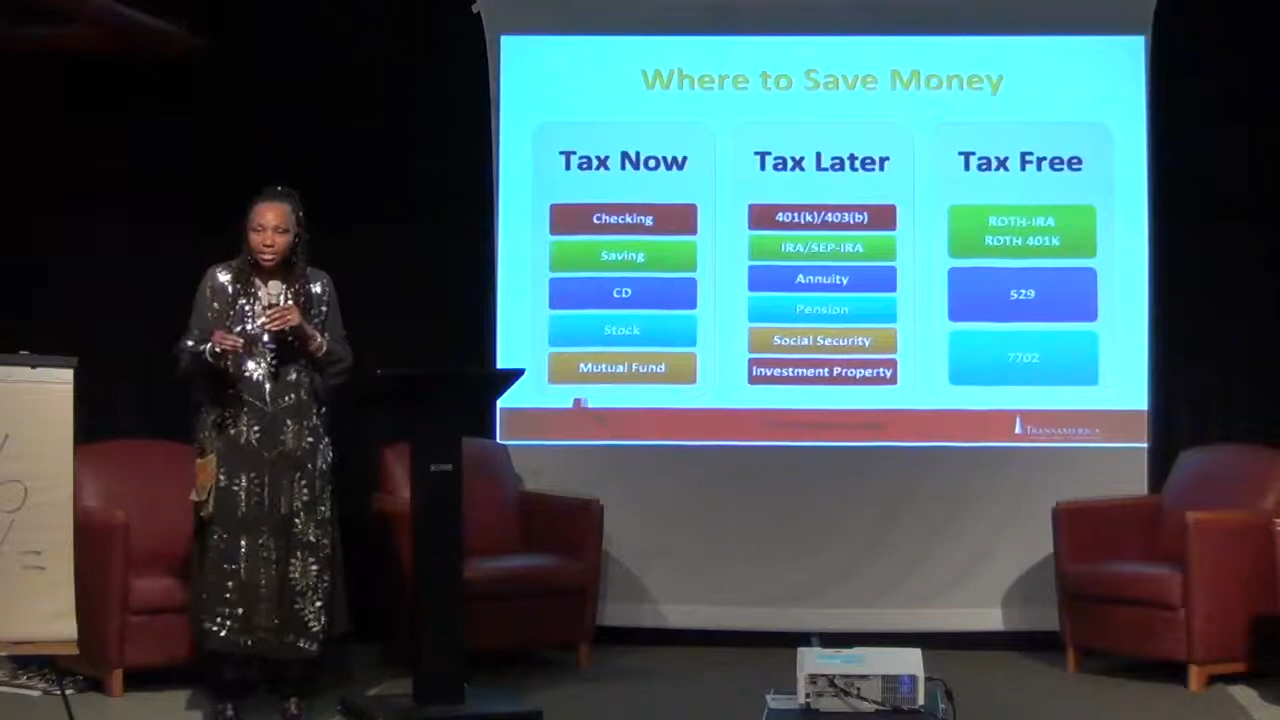 Where to Save Money
Tax Now
Checking
Saving
CD
Stock
Mutual Fund
Tax Later
401(k)/403(b)
IRA/SEP-IRA
Annuity
Pension
Social Security
Investment Property
Tax Free
ROTH-IRA
ROTH 401K
529
7702
TRANSAMERICA